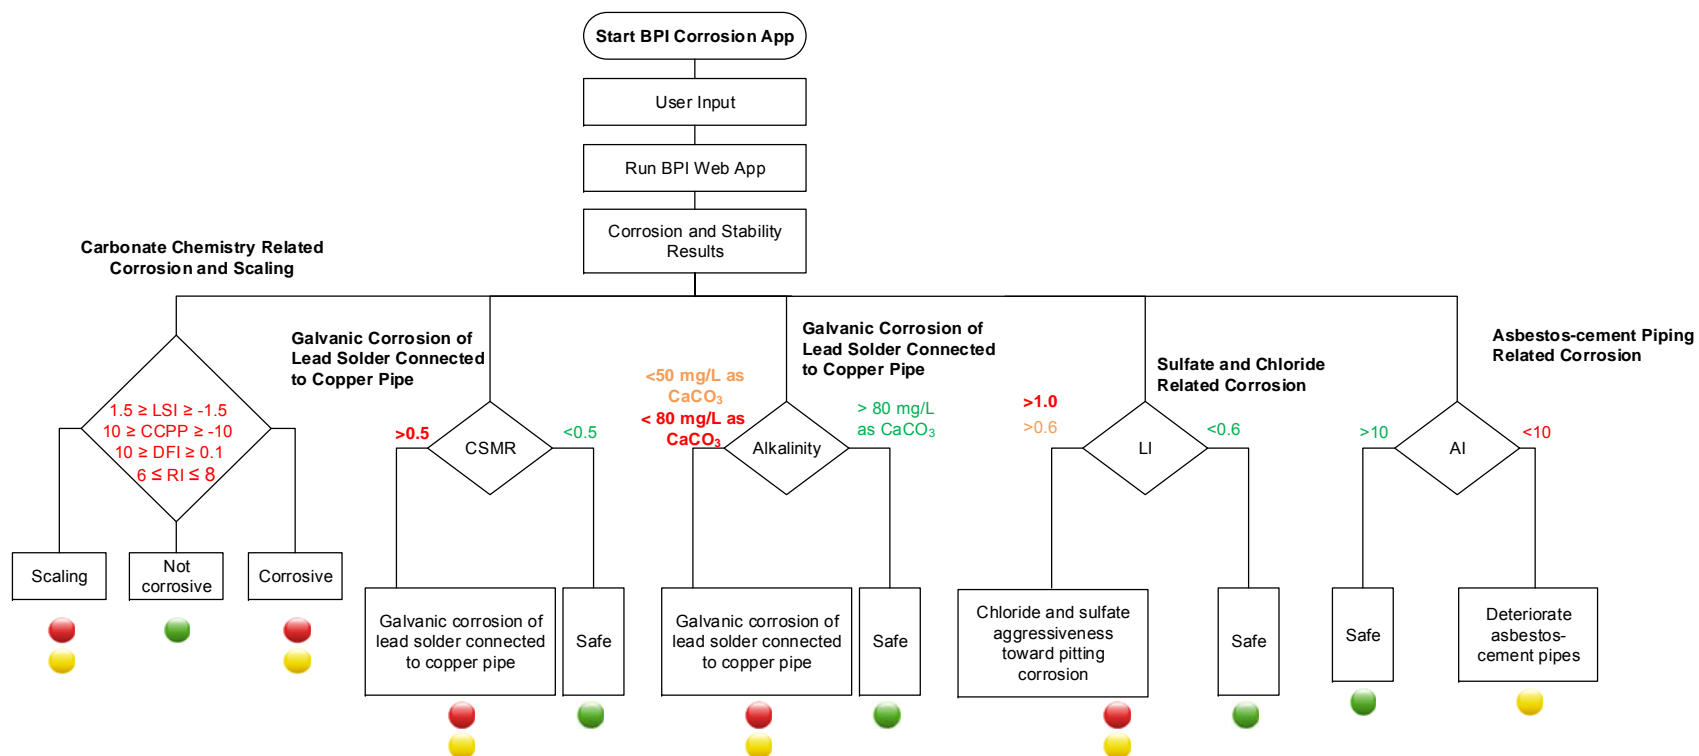 Start BPI Corrosion App
User Input
Run BPI Web App
Corrosion and Stability
Results
Carbonate Chemistry Related
Corrosion and Scaling
1.5 ≥ LSI ≥ -1.5
10 ≥ CCPP ≥ -10
10 ≥ DFI ≥ 0.1
6 ≤ RI ≤ 8
Scaling
Not
corrosive
Corrosive
Galvanic Corrosion of
Lead Solder Connected
to Copper Pipe
>0.5
CSMR
<0.5
Galvanic corrosion of
lead solder connected
to copper pipe
Safe
Galvanic Corrosion of
Lead Solder Connected
to Copper Pipe
<50 mg/L as
CaCO₃
< 80 mg/L as
CaCO₃
Alkalinity
> 80 mg/L
as CaCO₃
Galvanic corrosion of
lead solder connected
to copper pipe
Safe
Sulfate and Chloride
Related Corrosion
>1.0
>0.6
LI
<0.6
Chloride and sulfate
aggressiveness
toward pitting
corrosion
Safe
Asbestos-cement Piping
Related Corrosion
>10
AI
<10
Safe
Deteriorate
asbestos-
cement pipes